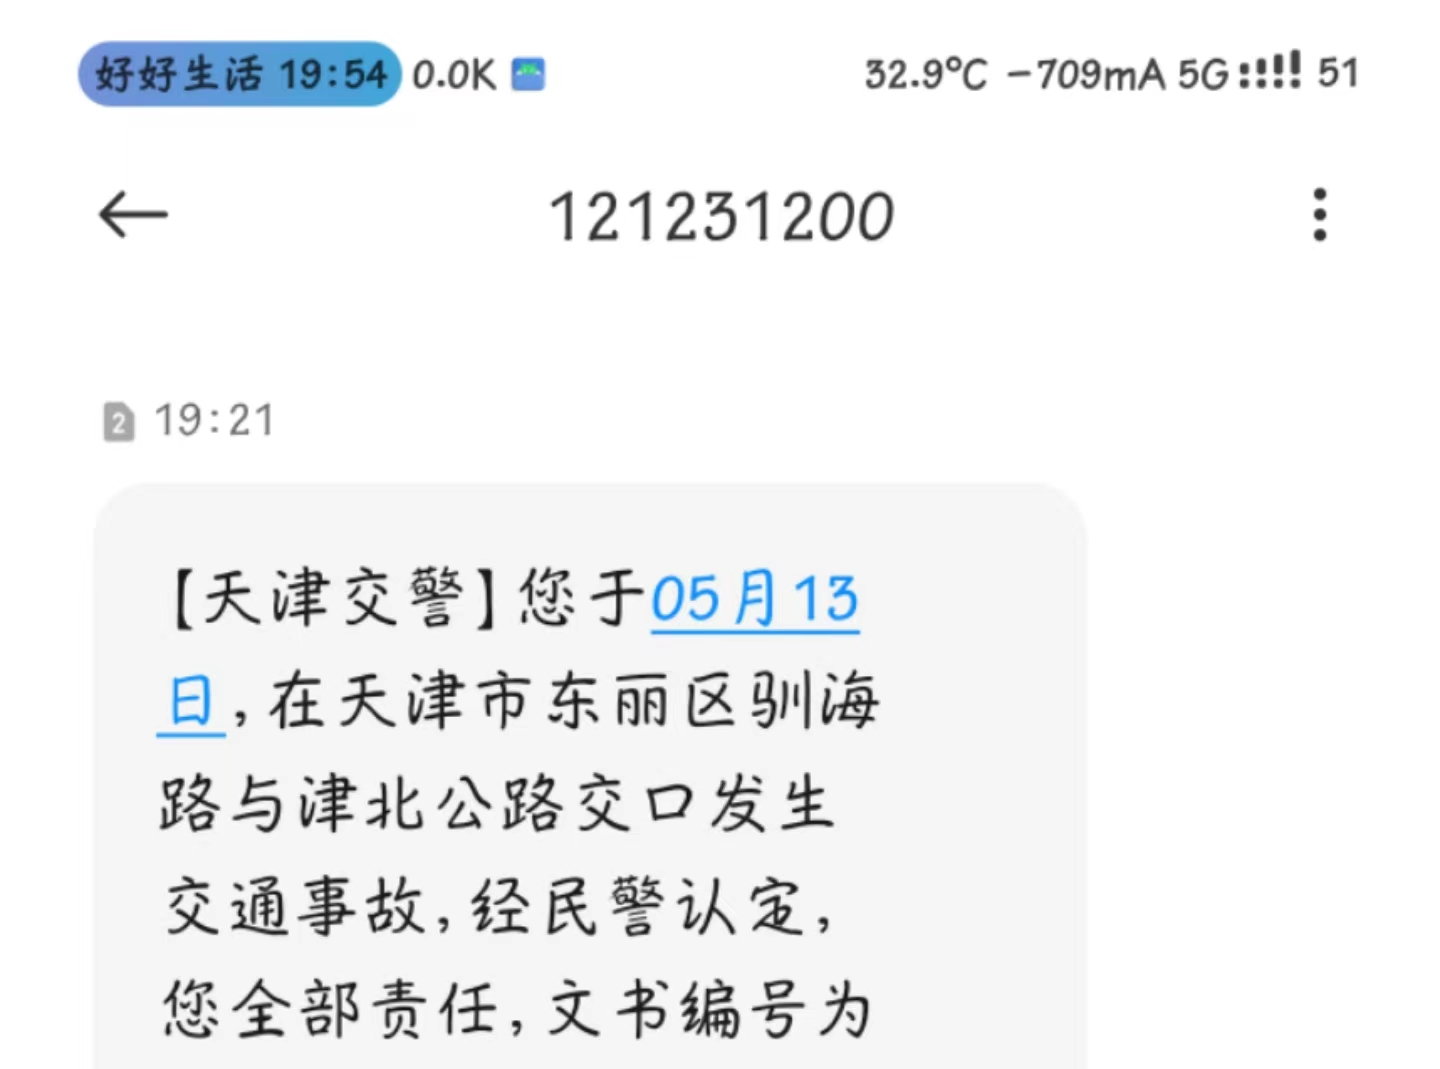 好好生活 19:54 0.0K 32.9°C -709mA 5G 51
121231200
2 19:21
【天津交警】您于05月13
日,在天津市东丽区驯海
路与津北公路交口发生
交通事故,经民警认定,
您全部责任,文书编号为